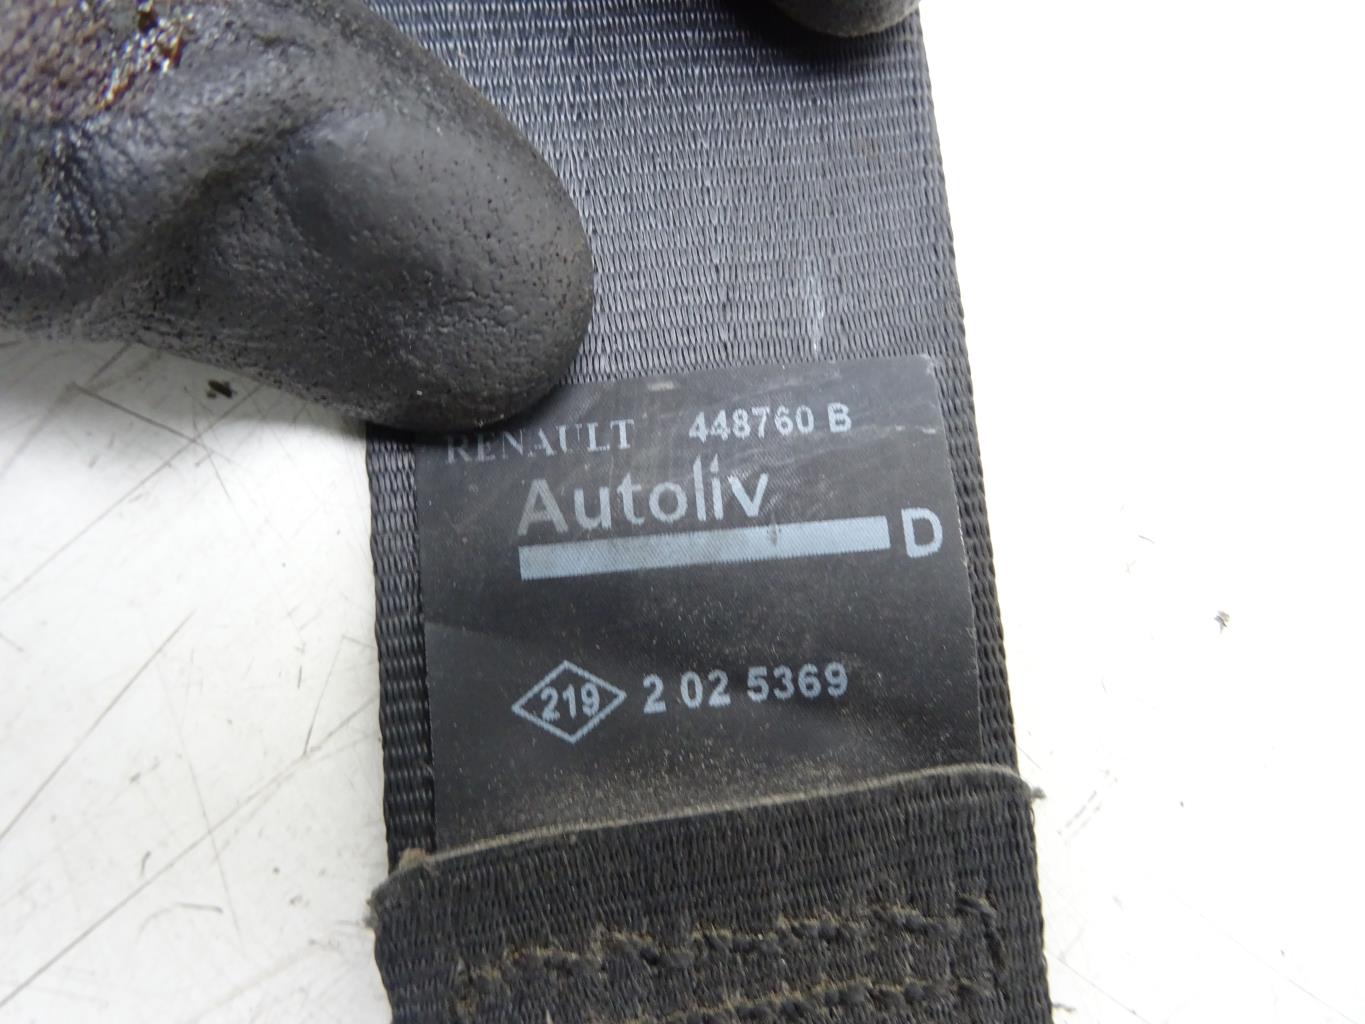 RENAULT 448760 B
Autoliv
D
219 2 02 5369